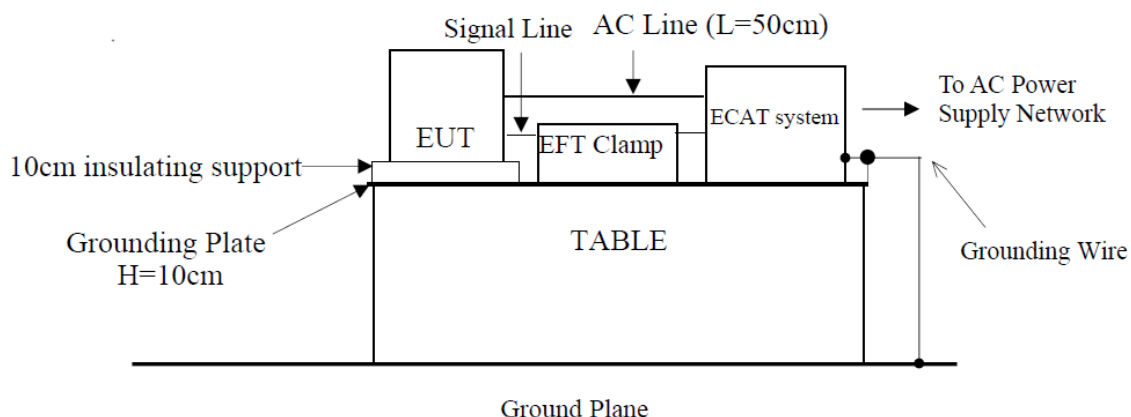 Signal Line
AC Line (L=50cm)
To AC Power
Supply Network
ECAT system
EUT
EFT Clamp
10cm insulating support
Grounding Plate
H=10cm
TABLE
Grounding Wire
Ground Plane